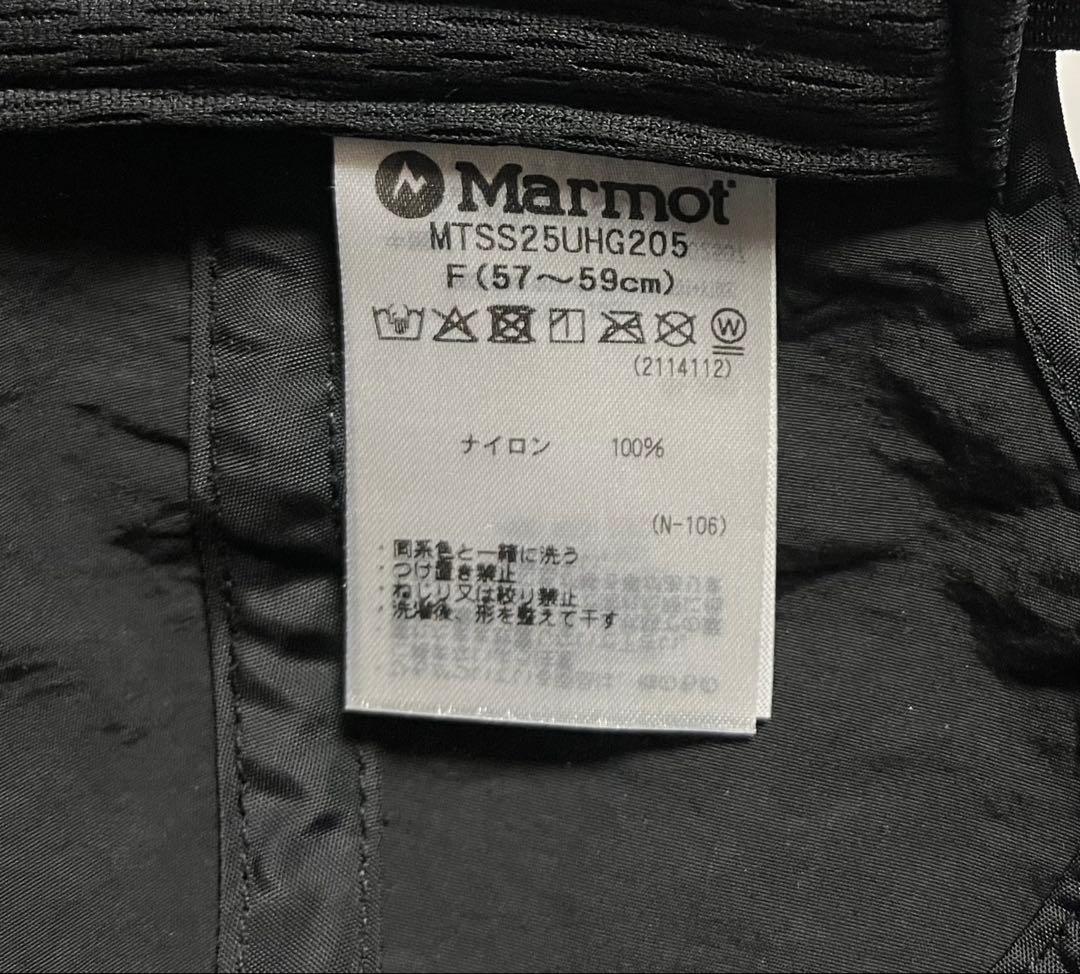 Marmot
MTSS25UHG205
F(57～59cm)
W
(2114112)
ナイロン 100%
(N-106)
・同系色と一緒に洗う
・つけ置き禁止
・ねじり又は絞り禁止
・洗濯後、形を整えて干す